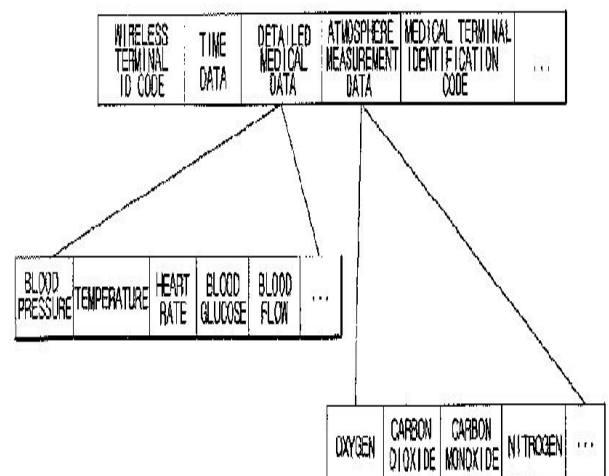 WIRELESS
TERMINAL
ID CODE
TIME
DATA
DETAILED
MEDICAL
DATA
ATMOSPHERE
MEASUREMENT
DATA
MEDICAL TERMINAL
IDENTIFICATION
CODE
...
BLOOD
PRESSURE
TEMPERATURE
HEART
RATE
BLOOD
GLUCOSE
BLOOD
FLOW
...
OXYGEN
CARBON
DIOXIDE
CARBON
MONOXIDE
NITROGEN
...